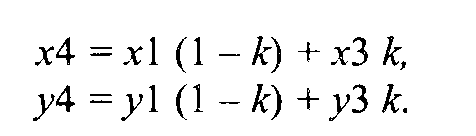 x4 = x1 (1 – k) + x3 k,
y4 = y1 (1 – k) + y3 k.